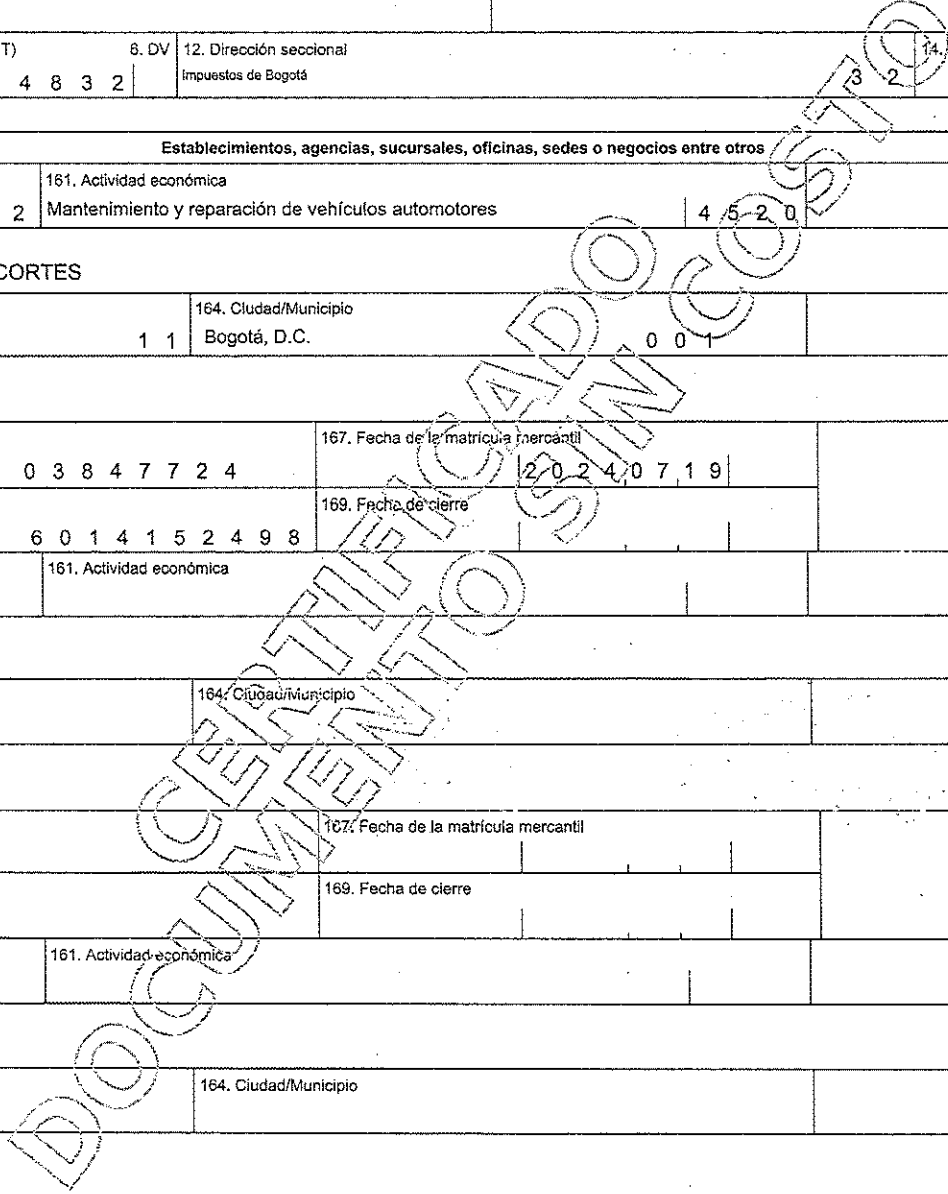 T) 6. DV 12. Dirección seccional 14.
4 8 3 2 Impuestos de Bogotá 3 2
Establecimientos, agencias, sucursales, oficinas, sedes o negocios entre otros
161. Actividad económica
2 Mantenimiento y reparación de vehículos automotores 4 5 2 0
CORTES
164. Ciudad/Municipio
1 1 Bogotá, D.C. 0 0 1
167. Fecha de la matrícula mercantil
0 3 8 4 7 7 2 4 2 0 2 4 0 7 1 9
169. Fecha de cierre
6 0 1 4 1 5 2 4 9 8
161. Actividad económica
164. Ciudad/Municipio
167. Fecha de la matrícula mercantil
169. Fecha de cierre
161. Actividad económica
164. Ciudad/Municipio
CERTIFICADO
DOCUMENTO SIN COSTO